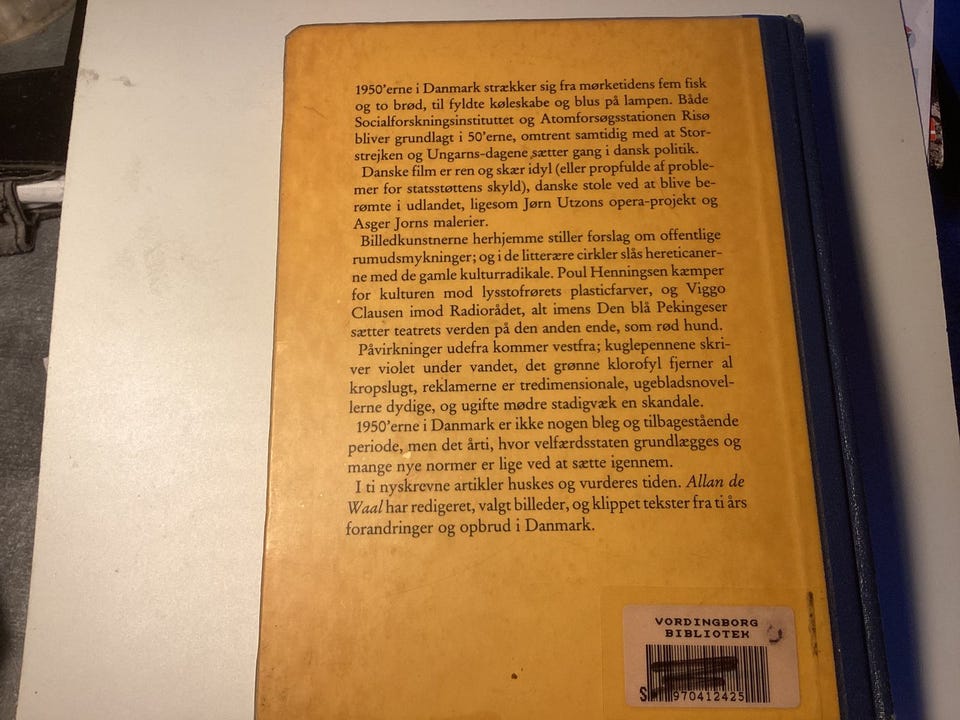 1950'erne i Danmark strækker sig fra mørketidens fem fisk
og to brød, til fyldte køleskabe og blus på lampen. Både
Socialforskningsinstituttet og Atomforsøgsstationen Risø
bliver grundlagt i 50'erne, omtrent samtidig med at Stor-
strejken og Ungarns-dagene sætter gang i dansk politik.
Danske film er ren og skær idyl (eller propfulde af proble-
mer for statsstøttens skyld), danske stole ved at blive be-
rømte i udlandet, ligesom Jørn Utzons opera-projekt og
Asger Jorns malerier.
Billedkunstnerne herhjemme stiller forslag om offentlige
rumudsmykninger; og i de litterære cirkler slås hereticaner-
ne med de gamle kulturradikale. Poul Henningsen kæmper
for kulturen mod lysstofrørets plasticfarver, og Viggo
Clausen imod Radiorådet, alt imens Den blå Pekingeser
sætter teatrets verden på den anden ende, som rød hund.
Påvirkninger udefra kommer vestfra; kuglepennene skri-
ver violet under vandet, det grønne klorofyl fjerner al
kropslugt, reklamerne er tredimensionale, ugebladsnovel-
lerne dydige, og ugifte mødre stadigvæk en skandale.
1950'erne i Danmark er ikke nogen bleg og tilbagestående
periode, men det årti, hvor velfærdsstaten grundlægges og
mange nye normer er lige ved at sætte igennem.
I ti nyskrevne artikler huskes og vurderes tiden. Allan de
Waal har redigeret, valgt billeder, og klippet tekster fra ti års
forandringer og opbrud i Danmark.
VORDINGBORG
BIBLIOTEK
970412425